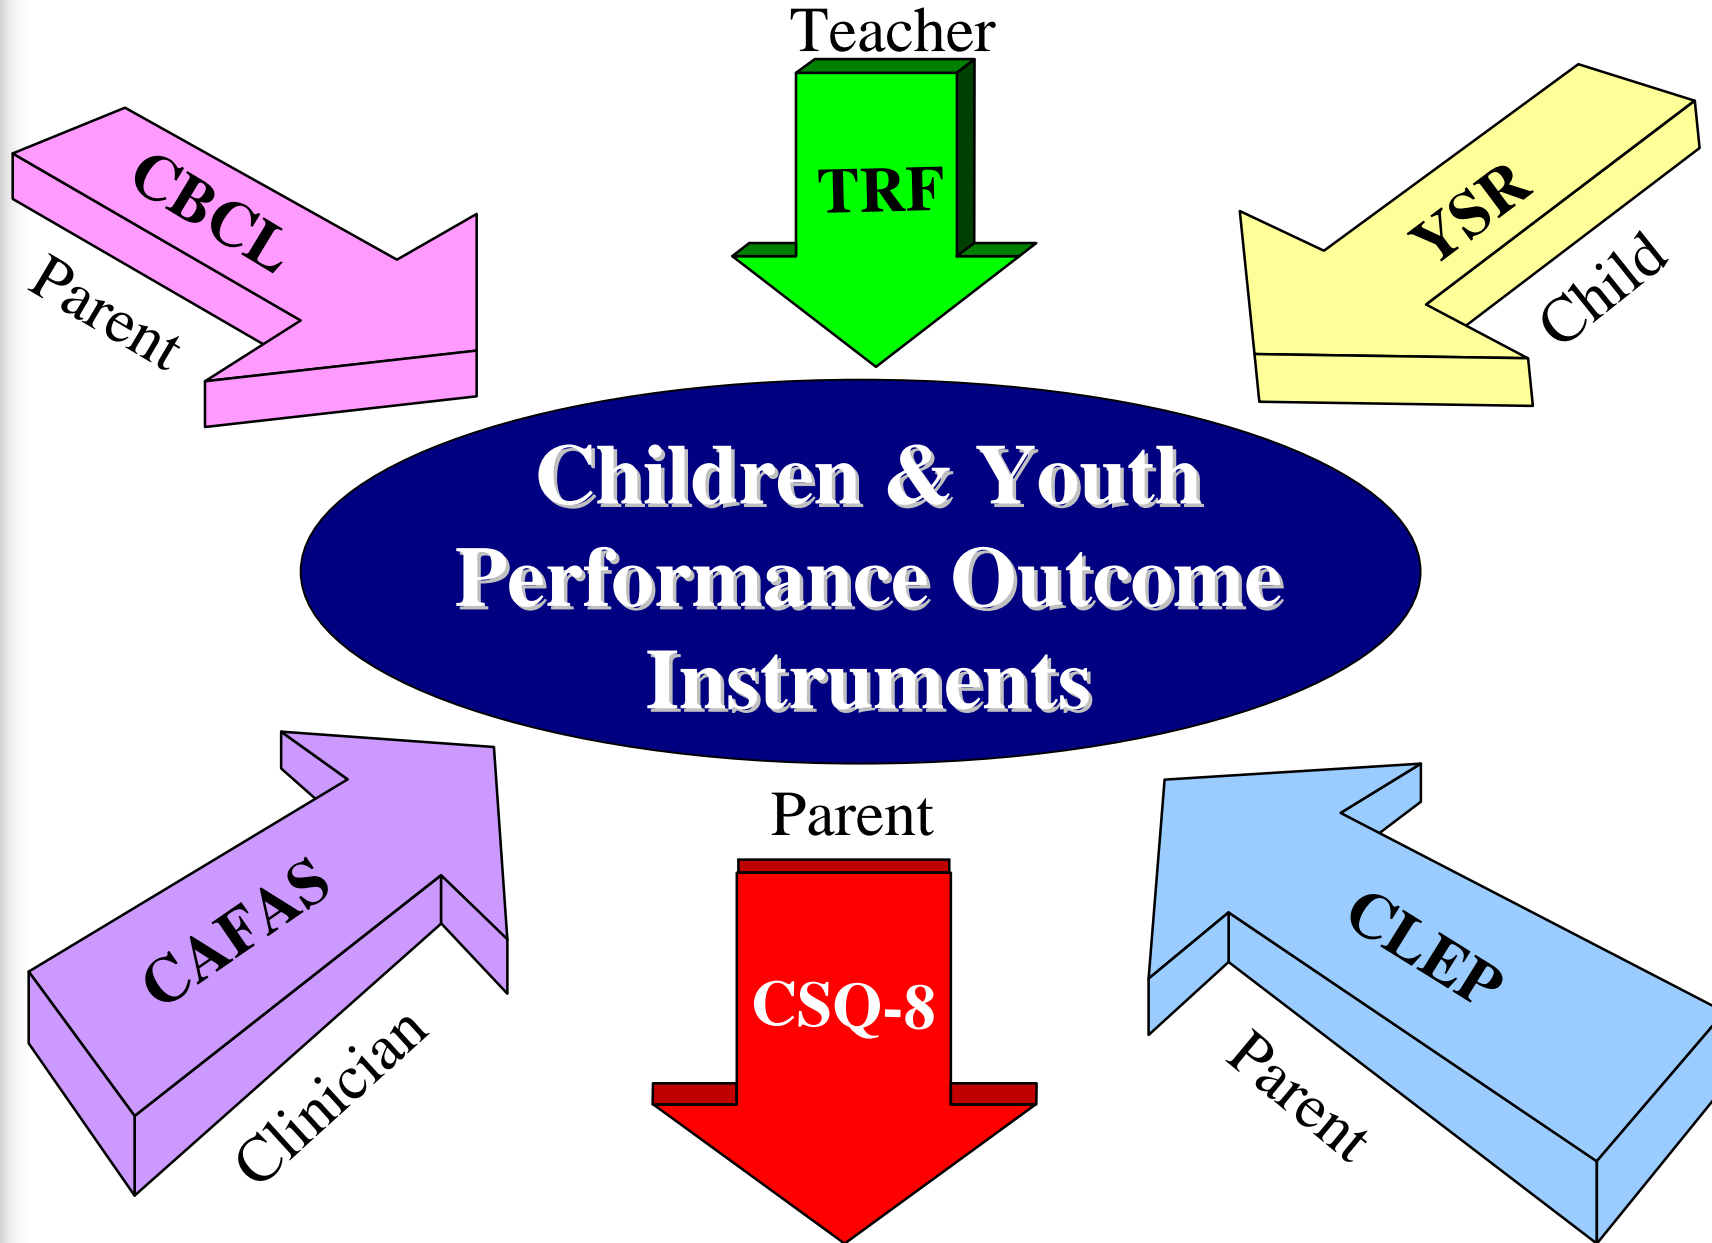 Teacher
TRF
CBCL
Parent
YSR
Child
Children & Youth
Performance Outcome
Instruments
CAFAS
Clinician
Parent
CSQ-8
CLEP
Parent